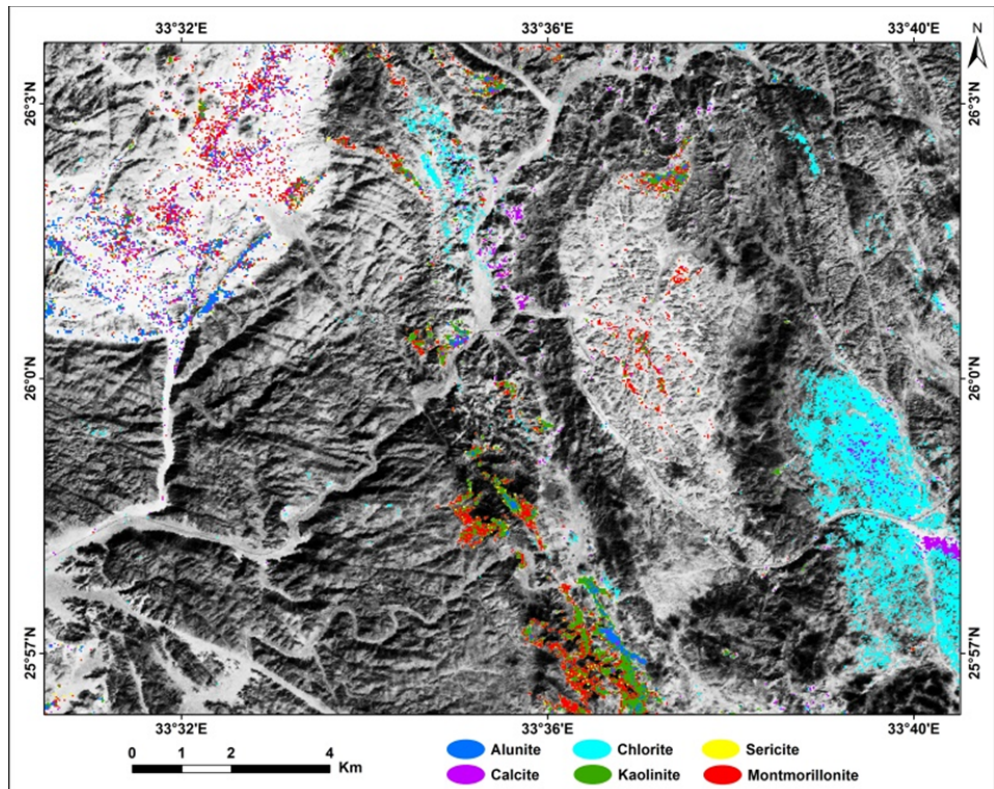 33°32'E 33°36'E 33°40'E
N
26°3'N 26°3'N
26°0'N 26°0'N
25°57'N 25°57'N
33°32'E 33°36'E 33°40'E
0 1 2 4
Km
Alunite Chlorite Sericite
Calcite Kaolinite Montmorillonite